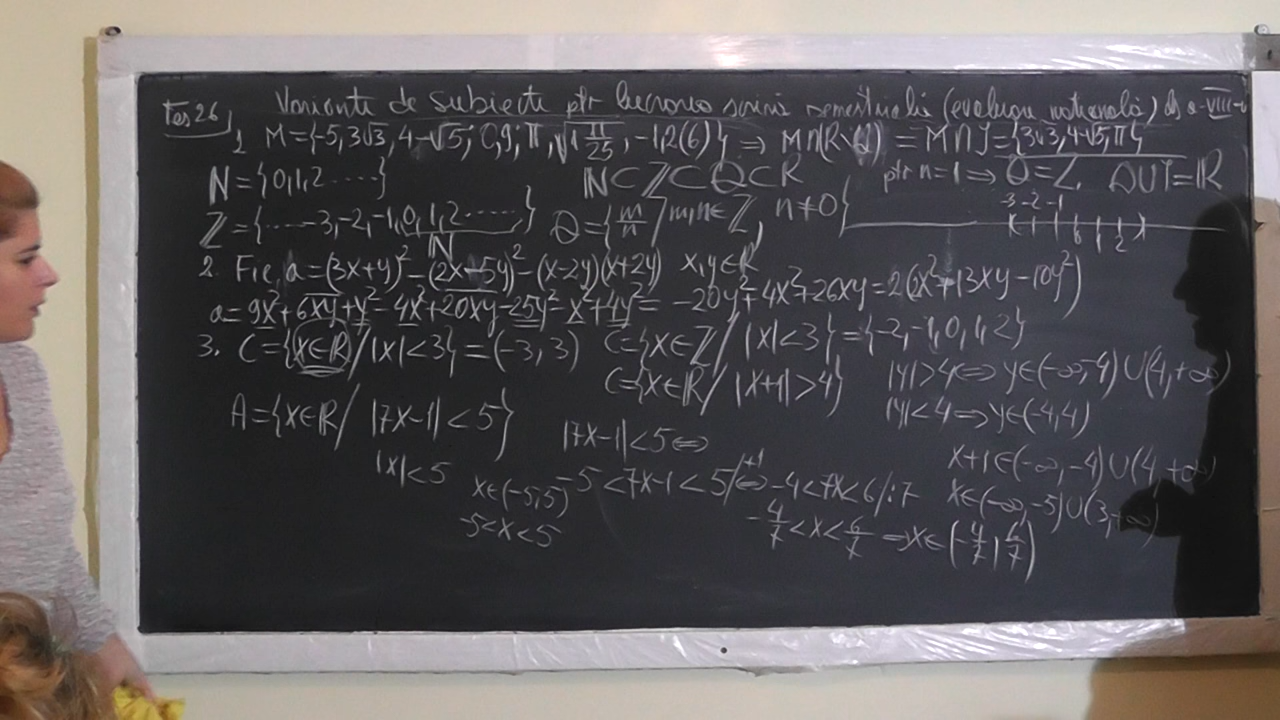 Tes 26
Variante de subiecte ptr lucrarea scrisă semestrială (evaluare natională) cls a-VIII-a
1. M={-5, 3√3, 4-√5; 0,9; π, √1 11/25, -1,2(6)} ⇒ M∩(R\Q) = M∩I={3√3, 4-√5, π}
N={0,1,2 .....} N⊂Z⊂Q⊂R ptr n=1 ⇒ Q=Z, Q∪I=R
Z={.....-3,-2,-1,0,1,2.....} Q={m/n / m,n∈Z, n≠0} -3 -2 -1 0 1 2
N
2. Fie a=(3x+y)²-(2x-5y)²-(x-2y)(x+2y) x,y∈R
a=9x²+6xy+y²-4x²+20xy-25y²-x²+4y²= -20y²+4x²+26xy=2(2x²+13xy-10y²)
3. C={x∈R/|x|<3}=(-3,3) C={x∈Z/ |x|<3}={-2,-1,0,1,2}
C={x∈R/ |x+1|>4} |y|>4⇔y∈(-∞,-4)∪(4,+∞)
A={x∈R/ |7x-1|<5} |7x-1|<5⇔ |y|<4⇒y∈(-4,4)
|x|<5 x∈(-5,5) -5<7x-1<5/+1 ⇔ -4<7x<6/:7 x+1∈(-∞,-4)∪(4,+∞)
-5<x<5 -4/7<x<6/7 ⇒x∈(-4/7, 6/7) x∈(-∞,-5)∪(3,+∞)